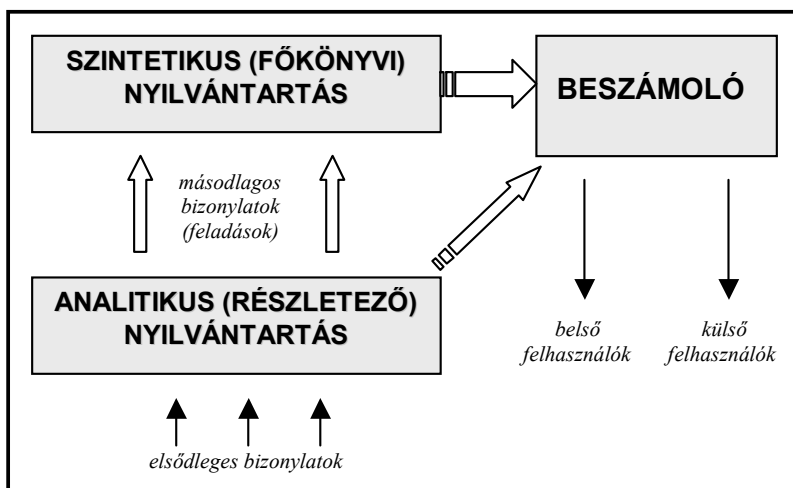 SZINTETIKUS (FŐKÖNYVI)
NYILVÁNTARTÁS
BESZÁMOLÓ
másodlagos
bizonylatok
(feladások)
ANALITIKUS (RÉSZLETEZŐ)
NYILVÁNTARTÁS
belső
felhasználók
külső
felhasználók
elsődleges bizonylatok